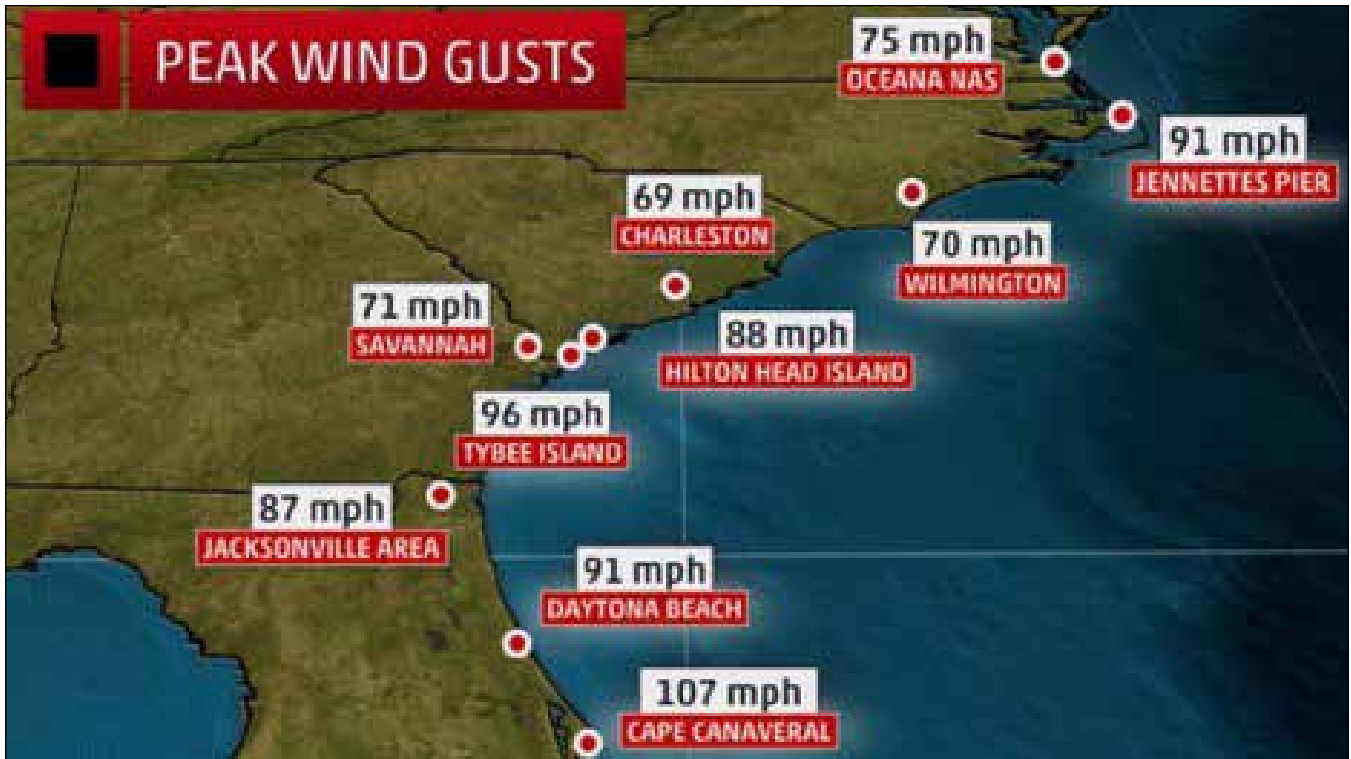 PEAK WIND GUSTS
75 mph
OCEANA NAS
91 mph
JENNETTES PIER
69 mph
CHARLESTON
70 mph
WILMINGTON
71 mph
SAVANNAH
88 mph
HILTON HEAD ISLAND
96 mph
TYBEE ISLAND
87 mph
JACKSONVILLE AREA
91 mph
DAYTONA BEACH
107 mph
CAPE CANAVERAL